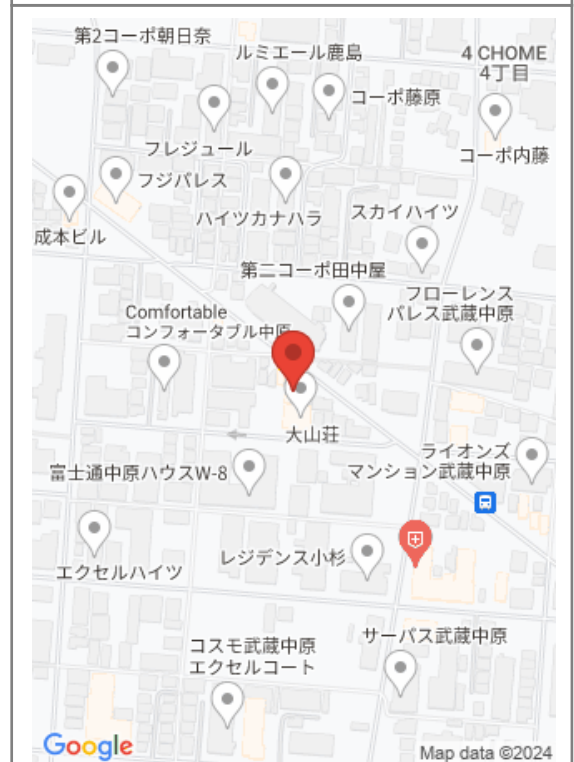 第2コーポ朝日奈
ルミエール鹿島
4 CHOME
4丁目
コーポ藤原
フレジュール
コーポ内藤
フジパレス
ハイツカナハラ
スカイハイツ
成本ビル
第二コーポ田中屋
フローレンス
パレス武蔵中原
Comfortable
コンフォータブル中原
大山荘
ライオンズ
マンション武蔵中原
富士通中原ハウスW-8
レジデンス小杉
エクセルハイツ
サーパス武蔵中原
コスモ武蔵中原
エクセルコート
Google
Map data ©2024